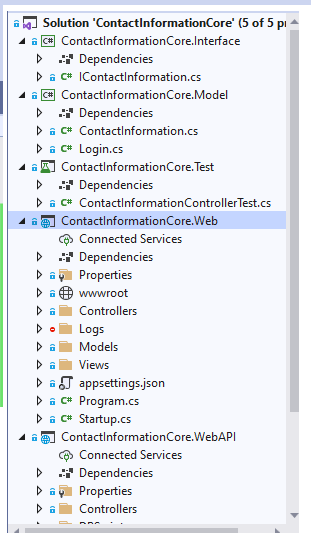 Solution 'ContactInformationCore' (5 of 5 pr
C# ContactInformationCore.Interface
Dependencies
C# IContactInformation.cs
C# ContactInformationCore.Model
Dependencies
C# ContactInformation.cs
C# Login.cs
ContactInformationCore.Test
Dependencies
C# ContactInformationControllerTest.cs
ContactInformationCore.Web
Connected Services
Dependencies
Properties
wwwroot
Controllers
Logs
Models
Views
appsettings.json
C# Program.cs
C# Startup.cs
ContactInformationCore.WebAPI
Connected Services
Dependencies
Properties
Controllers